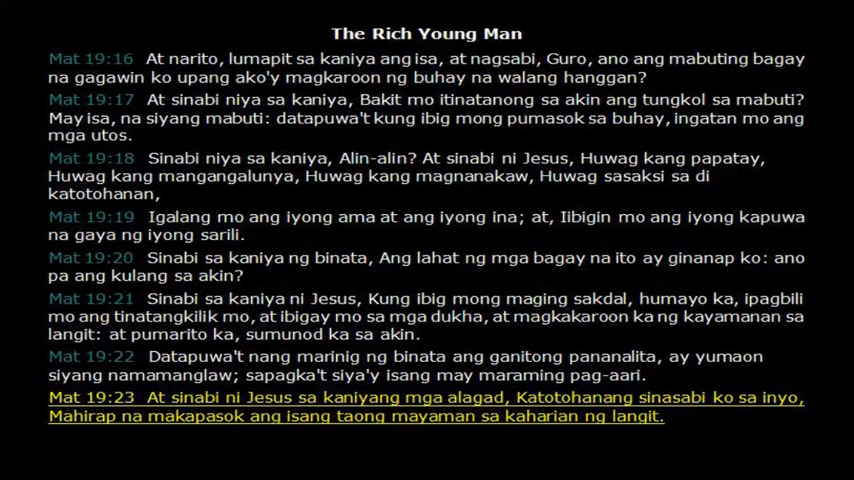 The Rich Young Man
Mat 19:16 At narito, lumapit sa kaniya ang isa, at nagsabi, Guro, ano ang mabuting bagay
na gagawin ko upang ako'y magkaroon ng buhay na walang hanggan?
Mat 19:17 At sinabi niya sa kaniya, Bakit mo itinatanong sa akin ang tungkol sa mabuti?
May isa, na siyang mabuti: datapuwa't kung ibig mong pumasok sa buhay, ingatan mo ang
mga utos.
Mat 19:18 Sinabi niya sa kaniya, Alin-alin? At sinabi ni Jesus, Huwag kang papatay,
Huwag kang mangangalunya, Huwag kang magnanakaw, Huwag sasaksi sa di
katotohanan,
Mat 19:19 Igalang mo ang iyong ama at ang iyong ina; at, Iibigin mo ang iyong kapuwa
na gaya ng iyong sarili.
Mat 19:20 Sinabi sa kaniya ng binata, Ang lahat ng mga bagay na ito ay ginanap ko: ano
pa ang kulang sa akin?
Mat 19:21 Sinabi sa kaniya ni Jesus, Kung ibig mong maging sakdal, humayo ka, ipagbili
mo ang tinatangkilik mo, at ibigay mo sa mga dukha, at magkakaroon ka ng kayamanan sa
langit: at pumarito ka, sumunod ka sa akin.
Mat 19:22 Datapuwa't nang marinig ng binata ang ganitong pananalita, ay yumaon
siyang namamanglaw; sapagka't siya'y isang may maraming pag-aari.
Mat 19:23 At sinabi ni Jesus sa kaniyang mga alagad, Katotohanang sinasabi ko sa inyo,
Mahirap na makapasok ang isang taong mayaman sa kaharian ng langit.